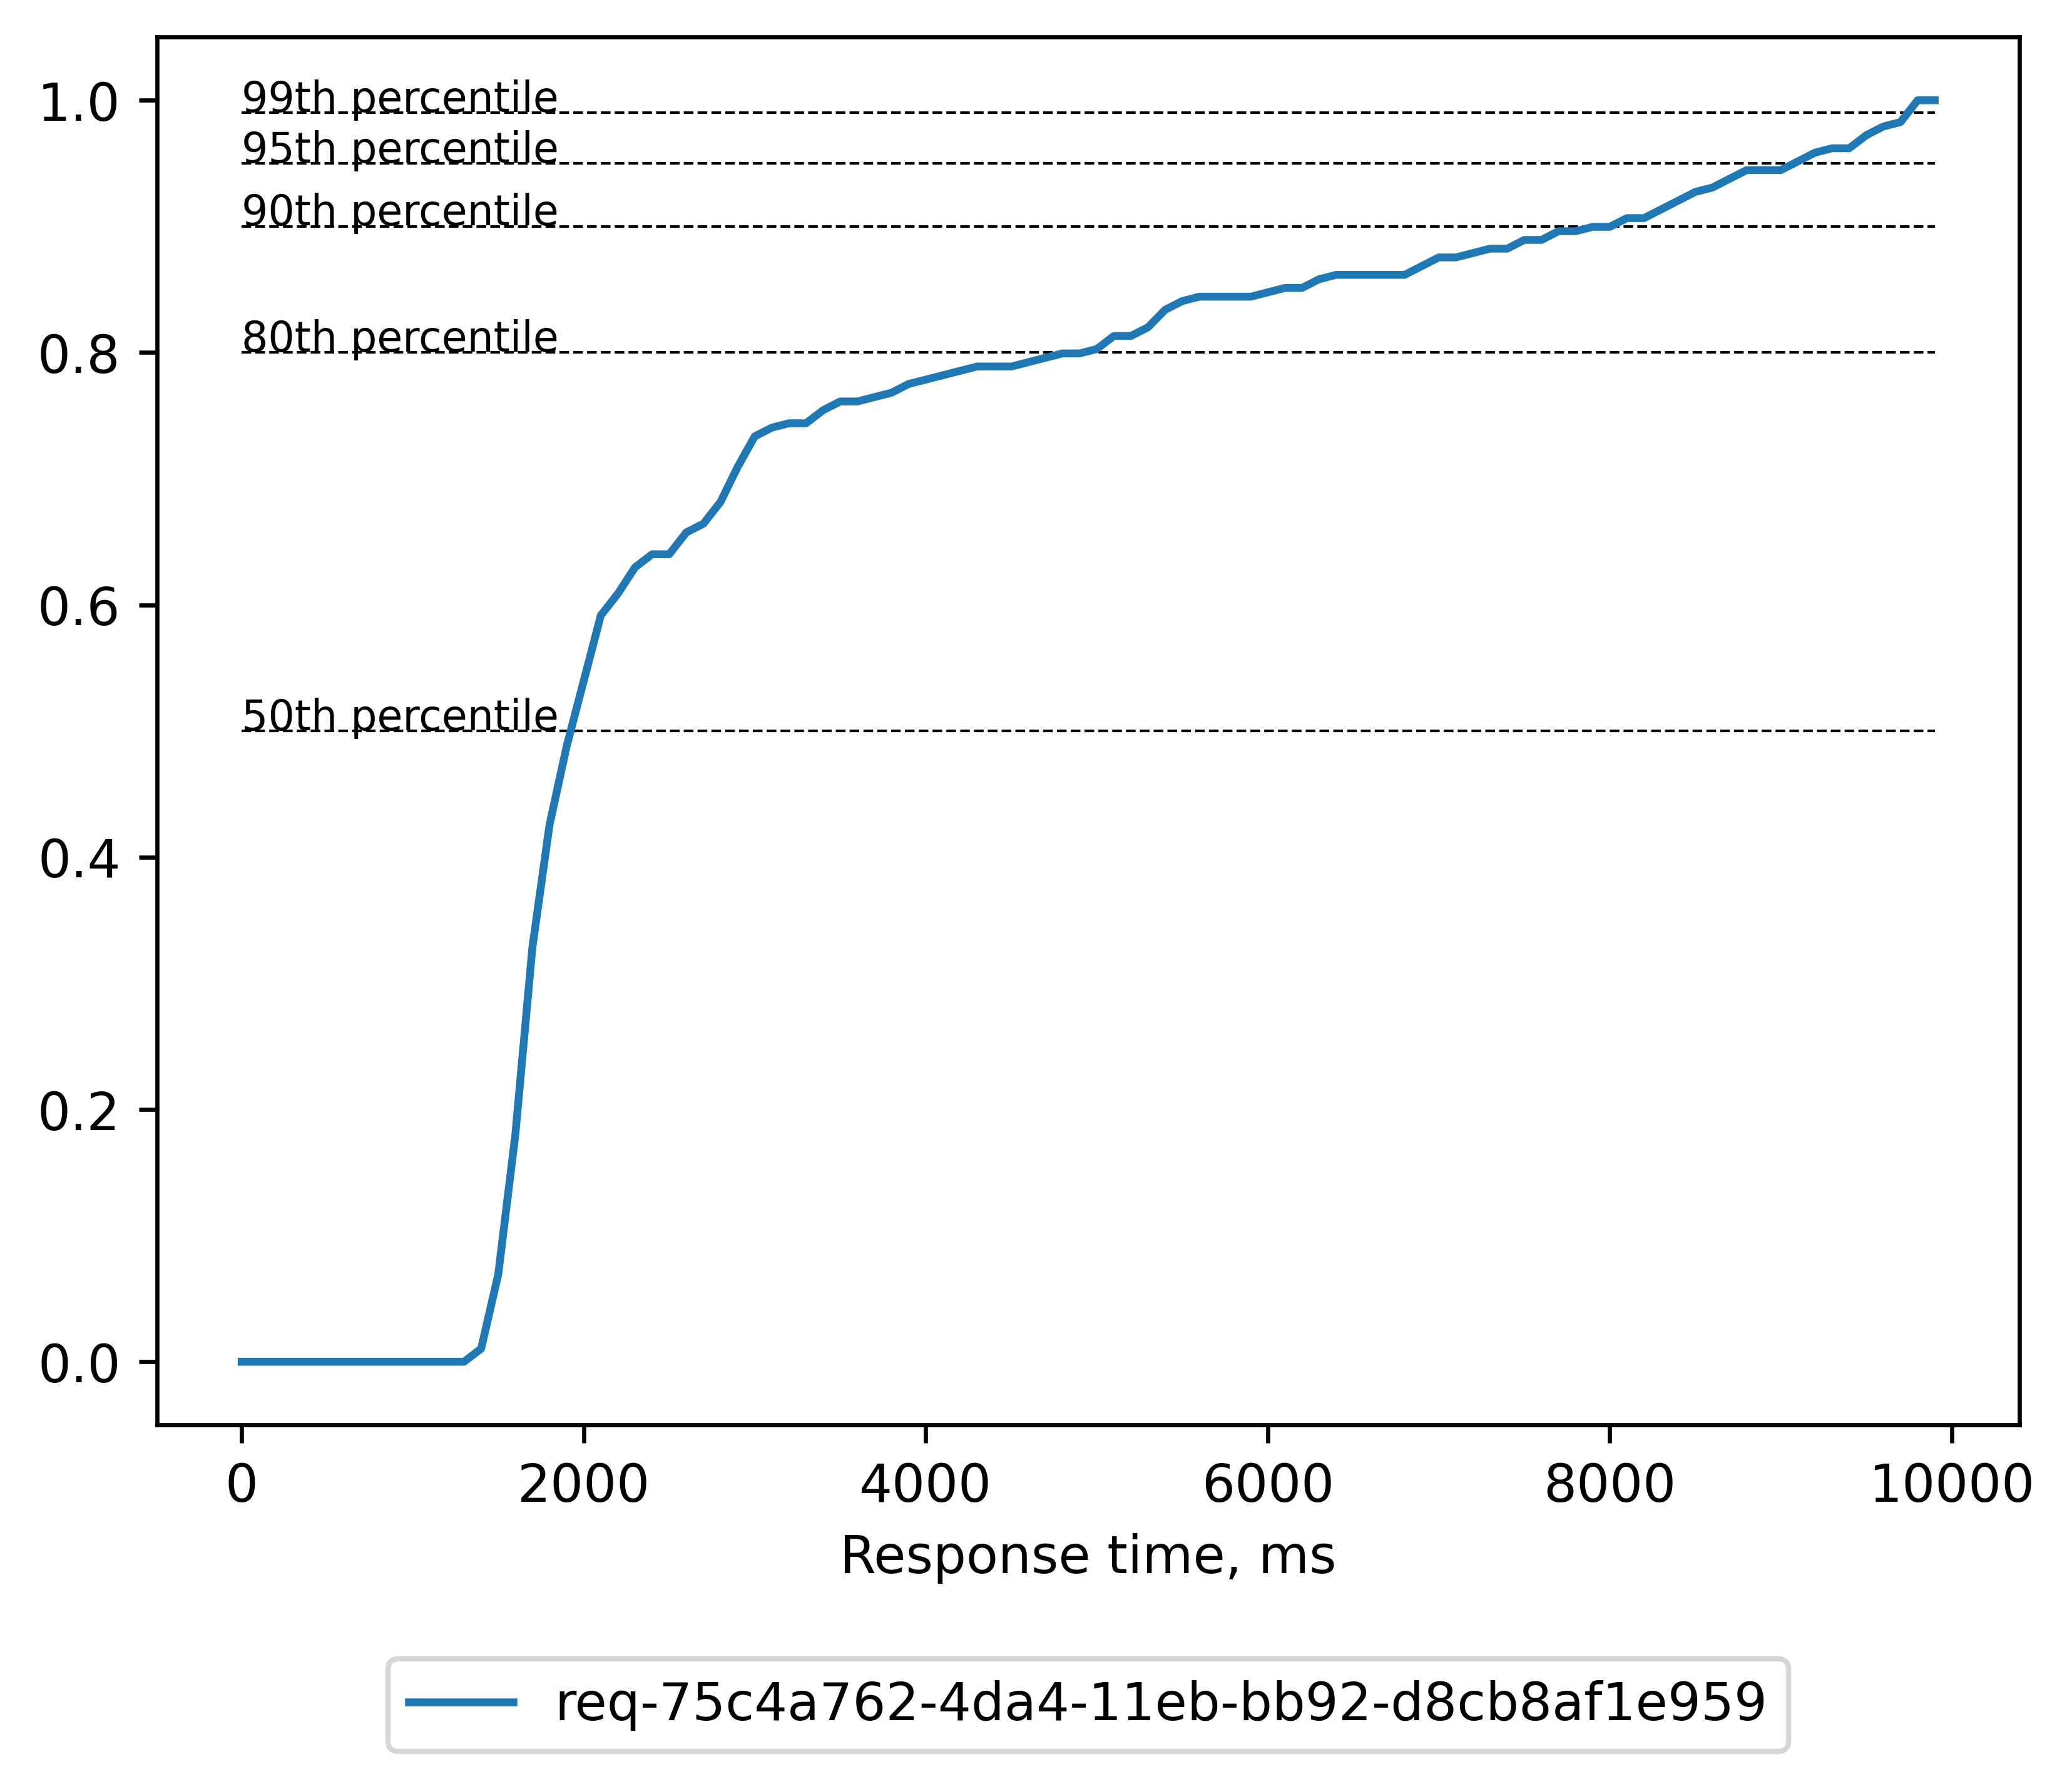 1.0
99th percentile
95th percentile
90th percentile
0.8
80th percentile
0.6
50th percentile
0.4
0.2
0.0
0 2000 4000 6000 8000 10000
Response time, ms
req-75c4a762-4da4-11eb-bb92-d8cb8af1e959